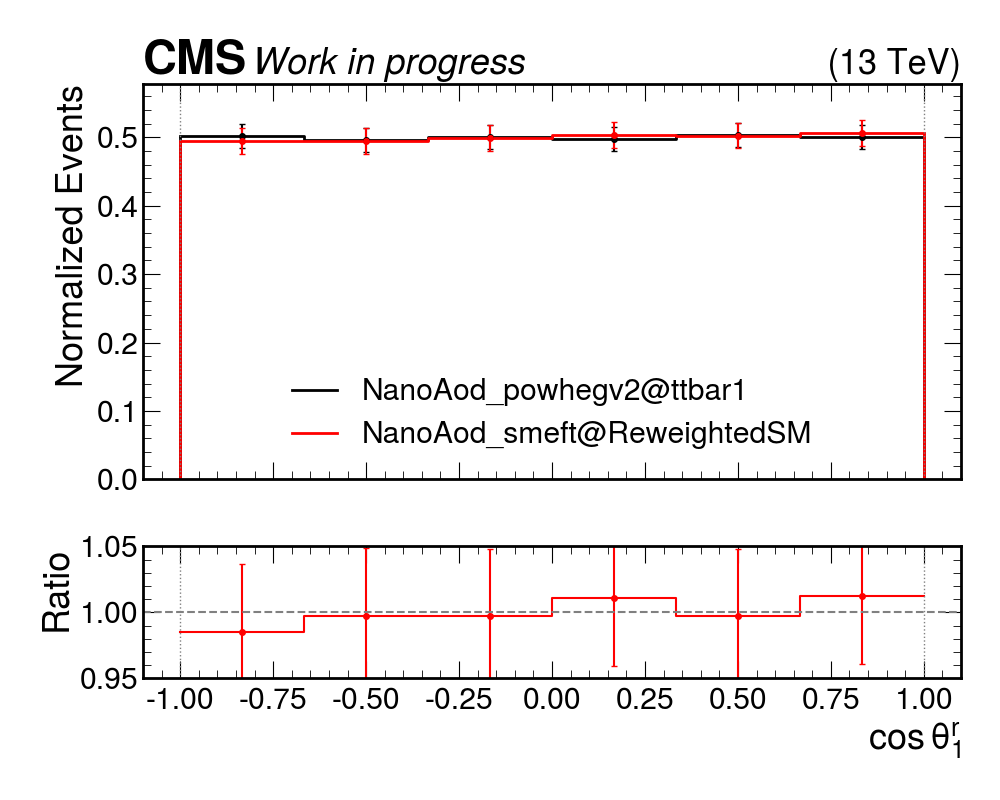 CMS Work in progress (13 TeV)
Normalized Events
0.5
0.4
0.3
0.2
0.1
0.0
NanoAod_powhegv2@ttbar1
NanoAod_smeft@ReweightedSM
Ratio
1.05
1.00
0.95
-1.00 -0.75 -0.50 -0.25 0.00 0.25 0.50 0.75 1.00
cos θ₁ʳ